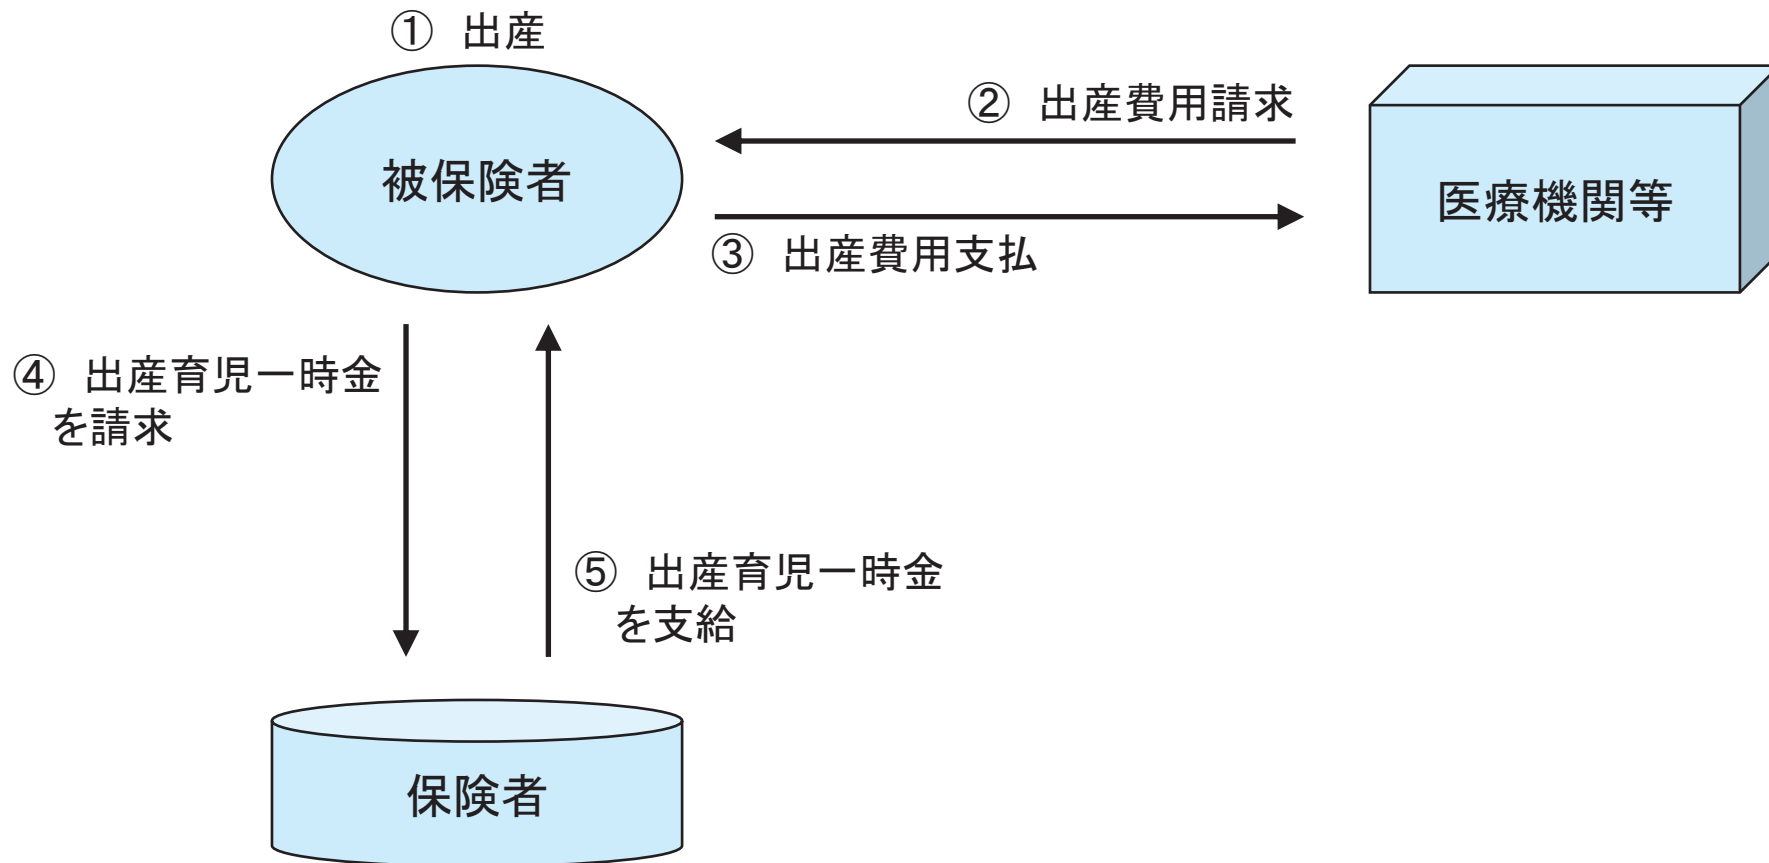 ① 出産
② 出産費用請求
被保険者
医療機関等
③ 出産費用支払
④ 出産育児一時金
を請求
⑤ 出産育児一時金
を支給
保険者